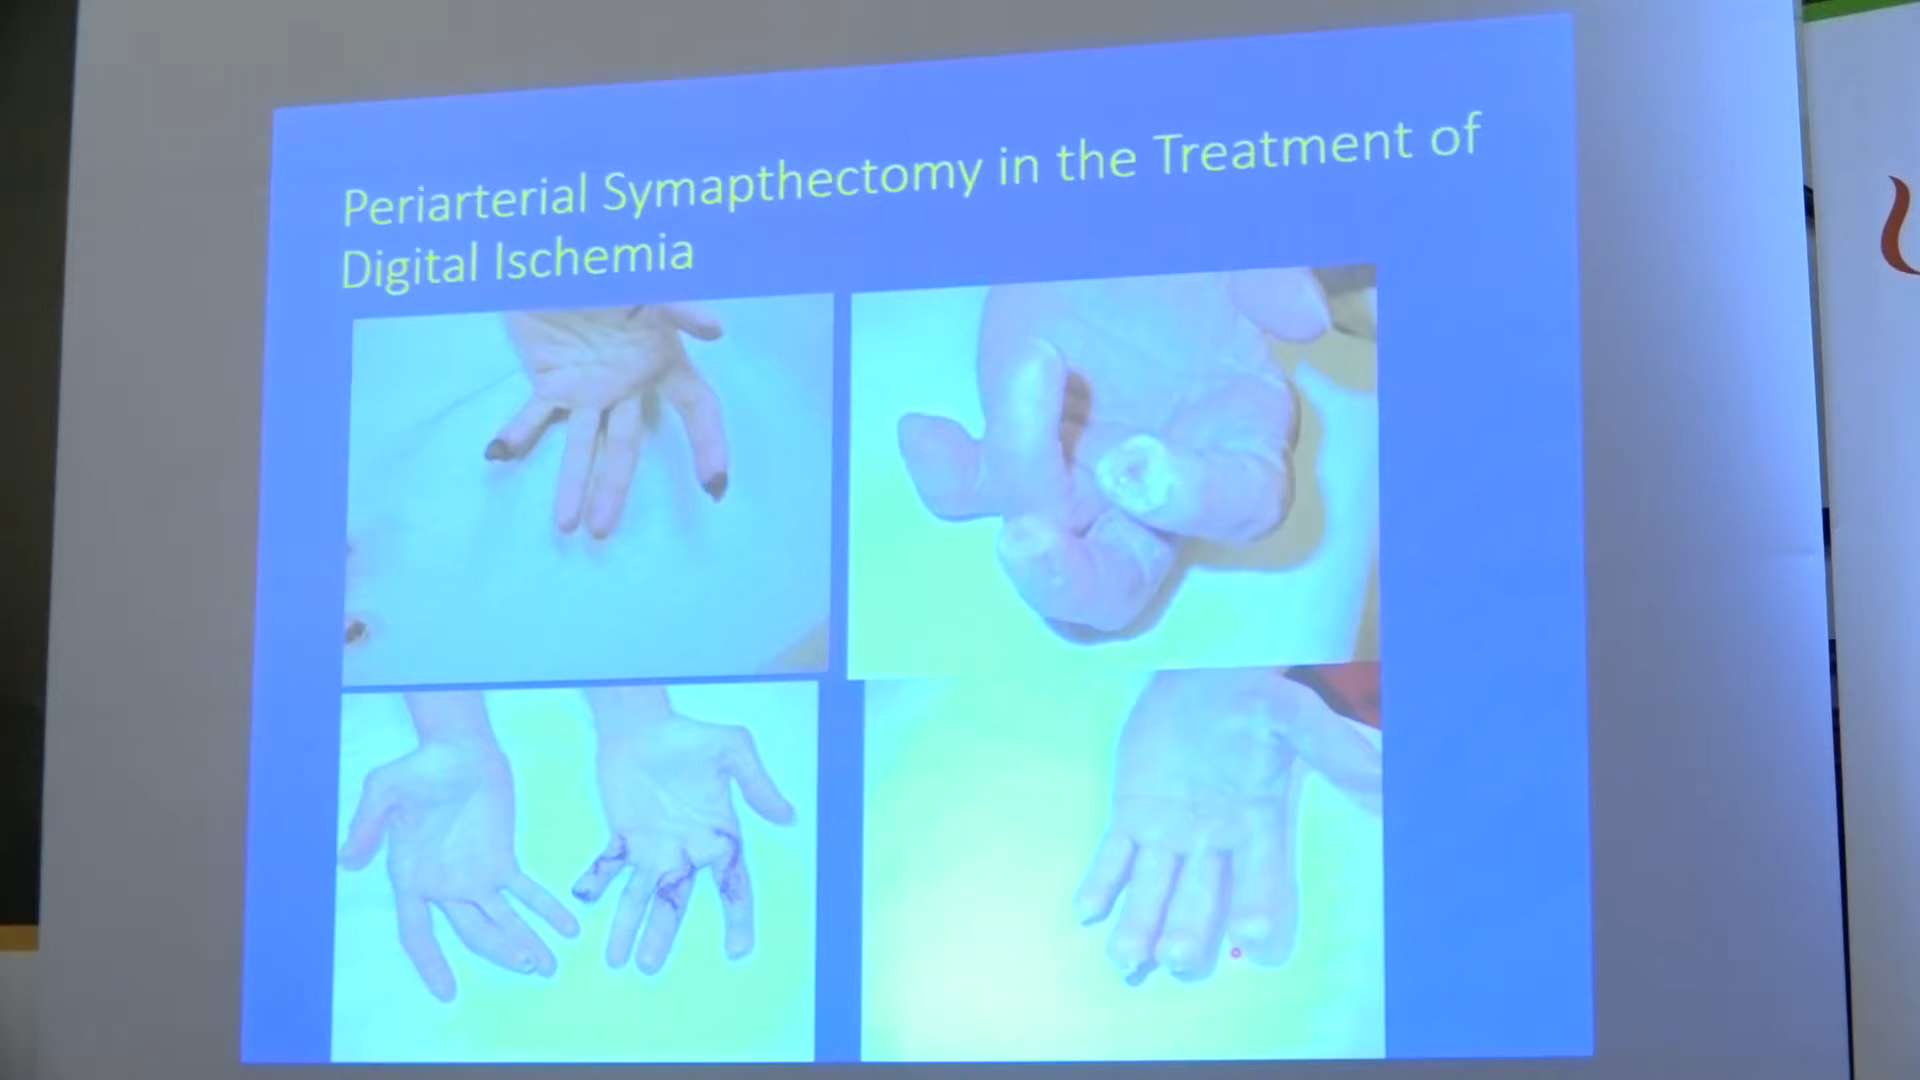 Periarterial Symapthectomy in the Treatment of
Digital Ischemia